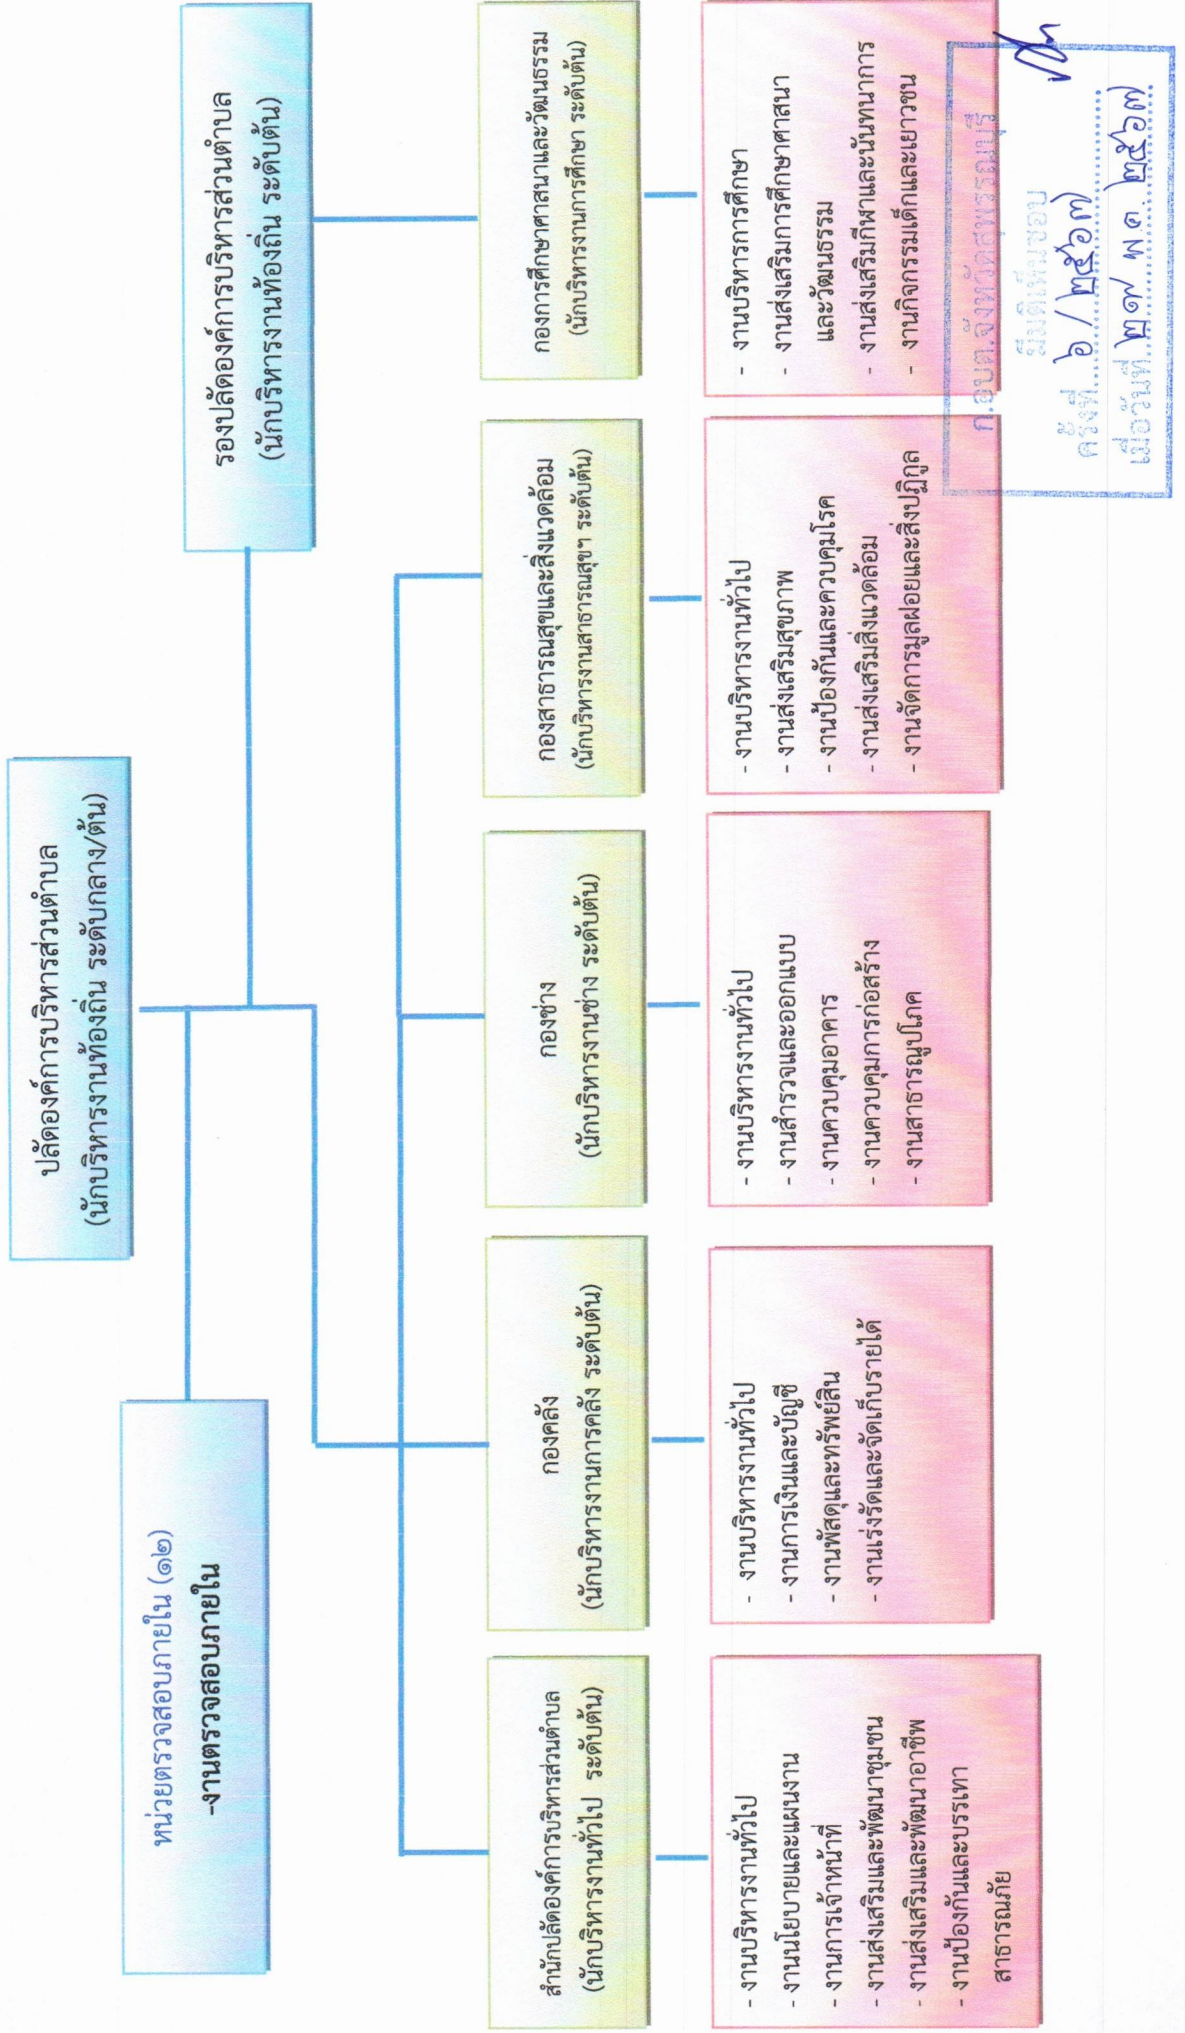 ปลัดองค์การบริหารส่วนตำบล
(นักบริหารงานท้องถิ่น ระดับกลาง/ต้น)
หน่วยตรวจสอบภายใน (๑๒)
-งานตรวจสอบภายใน
รองปลัดองค์การบริหารส่วนตำบล
(นักบริหารงานท้องถิ่น ระดับต้น)
สำนักปลัดองค์การบริหารส่วนตำบล
(นักบริหารงานทั่วไป ระดับต้น)
กองคลัง
(นักบริหารงานการคลัง ระดับต้น)
กองช่าง
(นักบริหารงานช่าง ระดับต้น)
กองสาธารณสุขและสิ่งแวดล้อม
(นักบริหารงานสาธารณสุขฯ ระดับต้น)
กองการศึกษาศาสนาและวัฒนธรรม
(นักบริหารงานการศึกษา ระดับต้น)
- งานบริหารงานทั่วไป
- งานนโยบายและแผนงาน
- งานการเจ้าหน้าที่
- งานส่งเสริมและพัฒนาชุมชน
- งานส่งเสริมและพัฒนาอาชีพ
- งานป้องกันและบรรเทา
สาธารณภัย
- งานบริหารงานทั่วไป
- งานการเงินและบัญชี
- งานพัสดุและทรัพย์สิน
- งานเร่งรัดและจัดเก็บรายได้
- งานบริหารงานทั่วไป
- งานสำรวจและออกแบบ
- งานควบคุมอาคาร
- งานควบคุมการก่อสร้าง
- งานสาธารณูปโภค
- งานบริหารงานทั่วไป
- งานส่งเสริมสุขภาพ
- งานป้องกันและควบคุมโรค
- งานส่งเสริมสิ่งแวดล้อม
- งานจัดการมูลฝอยและสิ่งปฏิกูล
- งานบริหารการศึกษา
- งานส่งเสริมการศึกษาศาสนา
และวัฒนธรรม
- งานส่งเสริมกีฬาและนันทนาการ
- งานกิจกรรมเด็กและเยาวชน
ก.อบต.จังหวัดสุพรรณบุรี
มีมติเห็นชอบ
ครั้งที่ ๖/๒๕๖๗
เมื่อวันที่ ๒๙ พ.ค. ๒๕๖๗